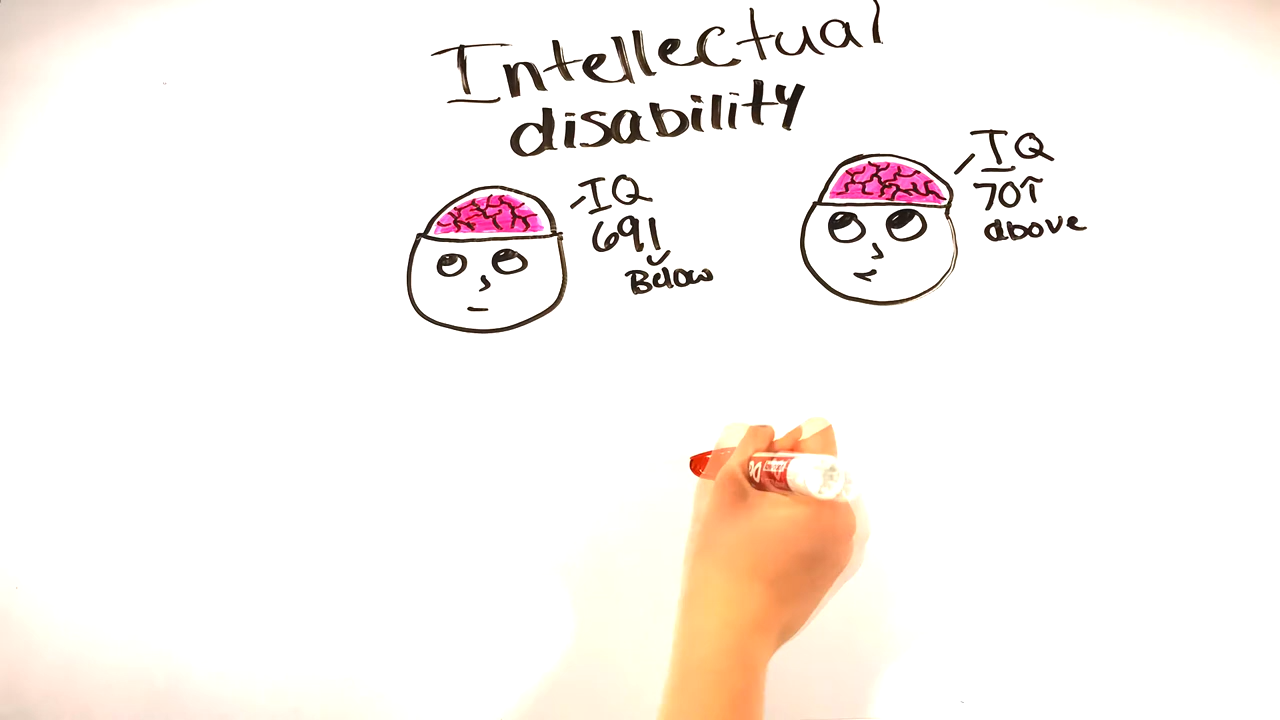 Intellectual
disability
IQ
69↓
Below
IQ
70↑
above